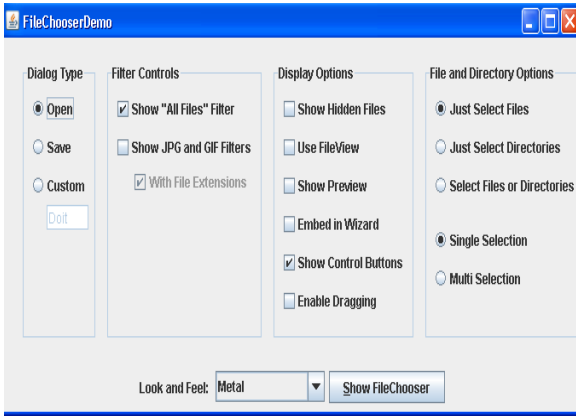 FileChooserDemo
Dialog Type
Open
Save
Custom
Doit
Filter Controls
Show "All Files" Filter
Show JPG and GIF Filters
With File Extensions
Display Options
Show Hidden Files
Use FileView
Show Preview
Embed in Wizard
Show Control Buttons
Enable Dragging
File and Directory Options
Just Select Files
Just Select Directories
Select Files or Directories
Single Selection
Multi Selection
Look and Feel: Metal Show FileChooser